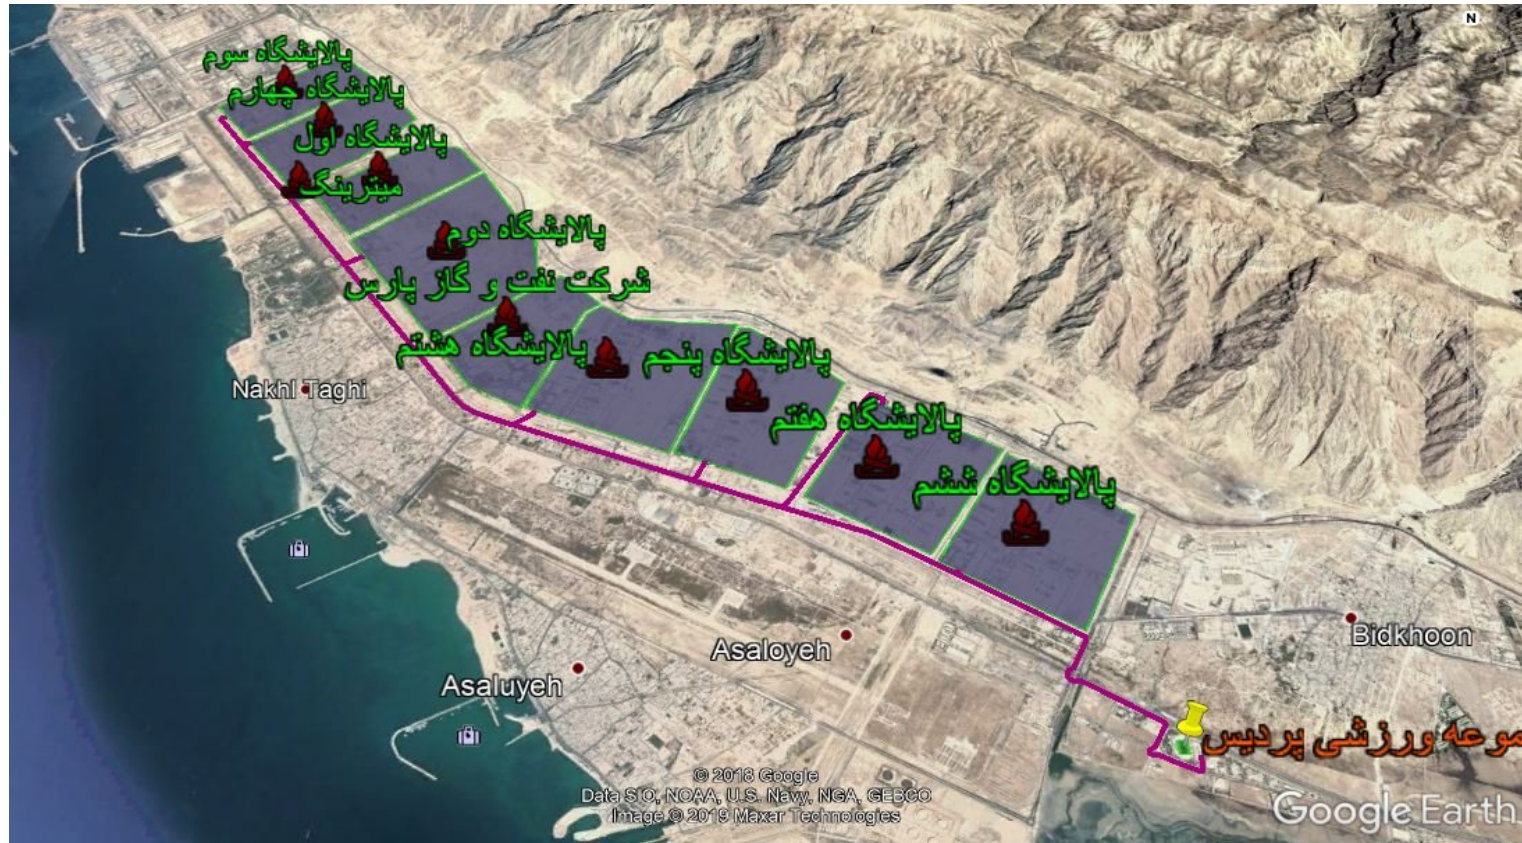 N
پالایشگاه سوم
پالایشگاه چهارم
پالایشگاه اول
میترینگ
پالایشگاه دوم
شرکت نفت و گاز پارس
پالایشگاه هشتم
پالایشگاه پنجم
Nakhl Taghi
پالایشگاه هفتم
پالایشگاه ششم
Asaloyeh
Bidkhoon
Asaluyeh
موعه ورزشی پردیس
© 2018 Google
Data SIO, NOAA, U.S. Navy, NGA, GEBCO
Image © 2019 Maxar Technologies
Google Earth